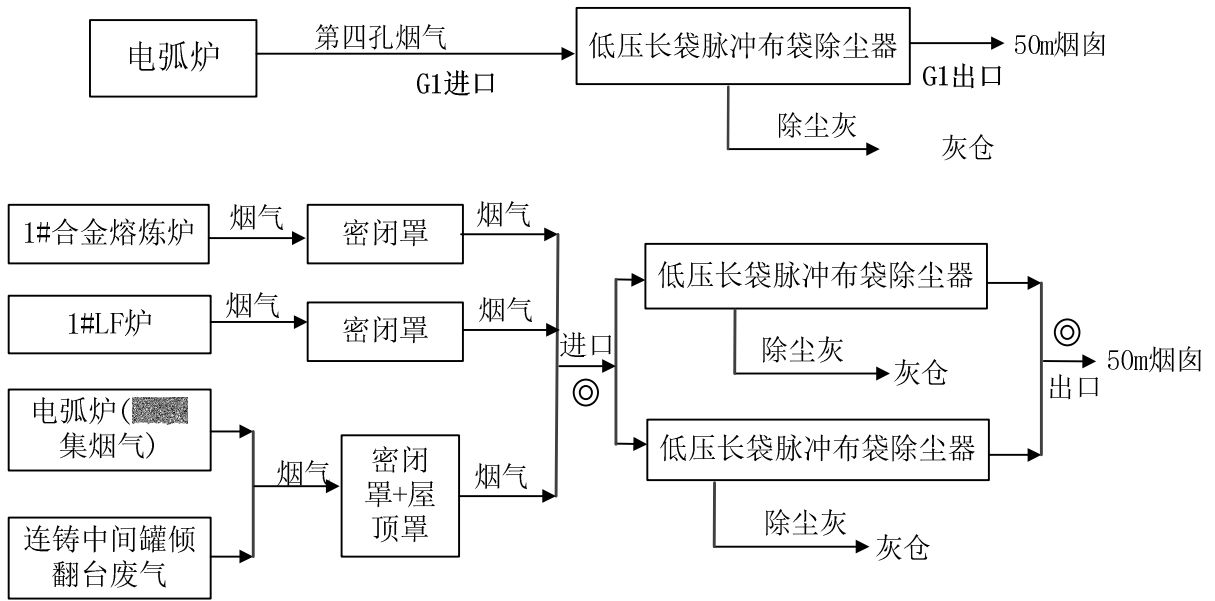 电弧炉
第四孔烟气
G1进口
低压长袋脉冲布袋除尘器
G1出口
50m烟囱
除尘灰
灰仓
1#合金熔炼炉
烟气
密闭罩
烟气
1#LF炉
烟气
密闭罩
烟气
电弧炉(
集烟气)
连铸中间罐倾
翻台废气
烟气
密闭
罩+屋
顶罩
烟气
进口
◎
低压长袋脉冲布袋除尘器
除尘灰
灰仓
低压长袋脉冲布袋除尘器
除尘灰
灰仓
◎
出口
50m烟囱